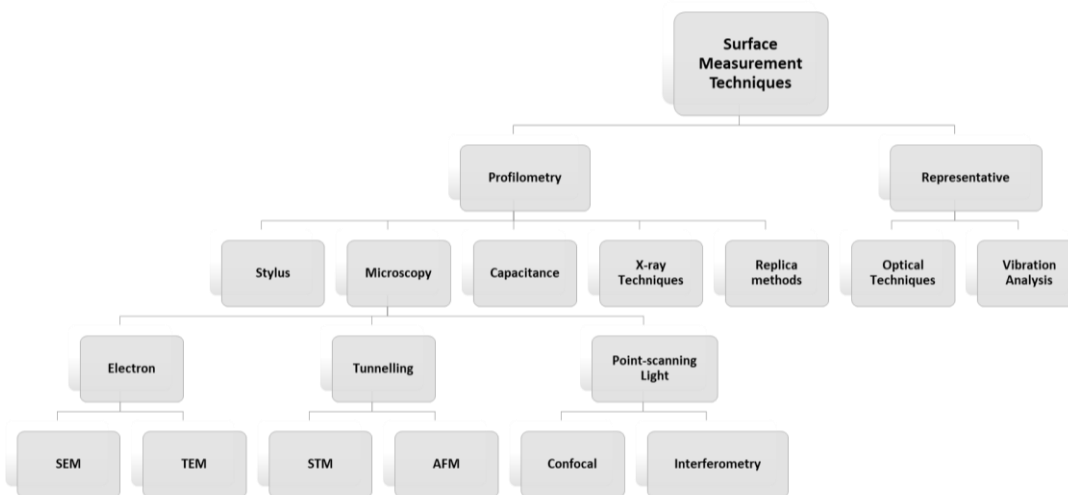 Surface
Measurement
Techniques
Profilometry
Representative
Stylus
Microscopy
Capacitance
X-ray
Techniques
Replica
methods
Optical
Techniques
Vibration
Analysis
Electron
Tunnelling
Point-scanning
Light
SEM
TEM
STM
AFM
Confocal
Interferometry